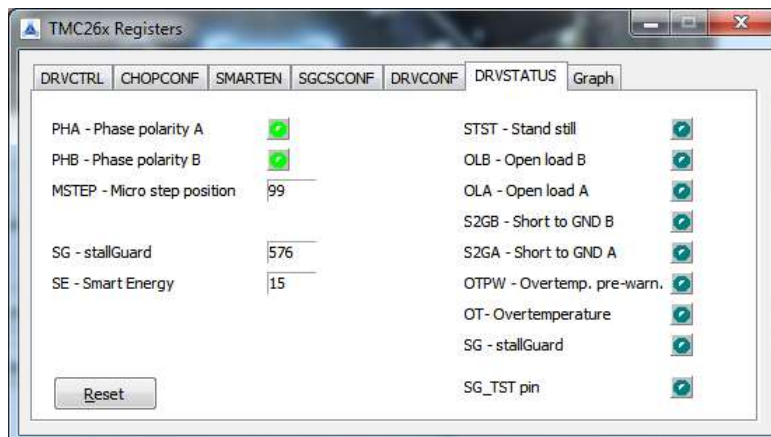 TMC26x Registers
DRVCTRL CHOPCONF SMARTEN SGCSCONF DRVCONF DRVSTATUS Graph
PHA - Phase polarity A
PHB - Phase polarity B
MSTEP - Micro step position 99
SG - stallGuard 576
SE - Smart Energy 15
Reset
STST - Stand still
OLB - Open load B
OLA - Open load A
S2GB - Short to GND B
S2GA - Short to GND A
OTPW - Overtemp. pre-warn.
OT- Overtemperature
SG - stallGuard
SG_TST pin